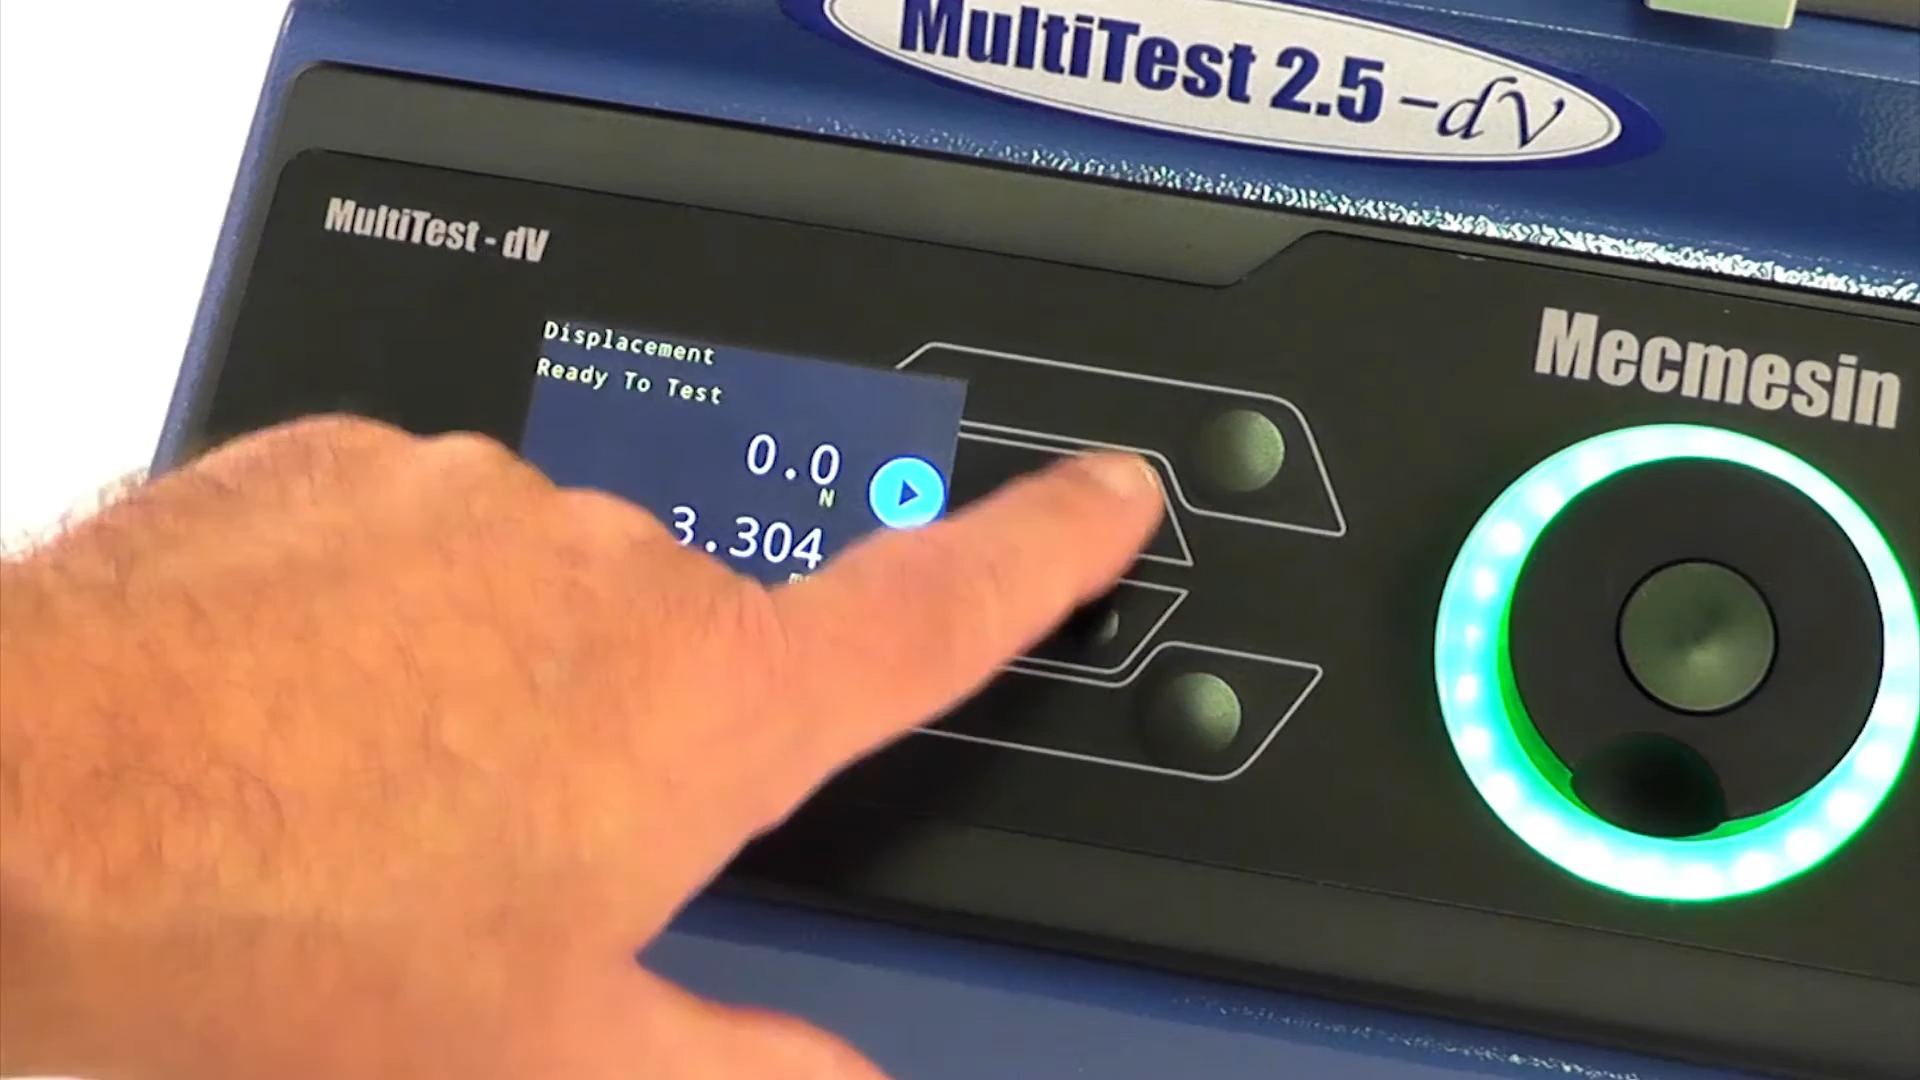 MultiTest 2.5 -dV
MultiTest - dV
Mecmesin
Displacement
Ready To Test
0.0
N
3.304